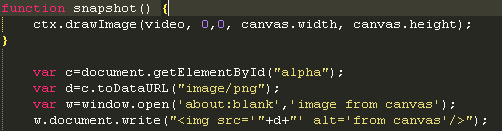 function snapshot() {
ctx.drawImage(video, 0,0, canvas.width, canvas.height);
}
var c=document.getElementById("alpha");
var d=c.toDataURL("image/png");
var w=window.open('about:blank','image from canvas');
w.document.write("<img src='"+d+"' alt='from canvas'/>");